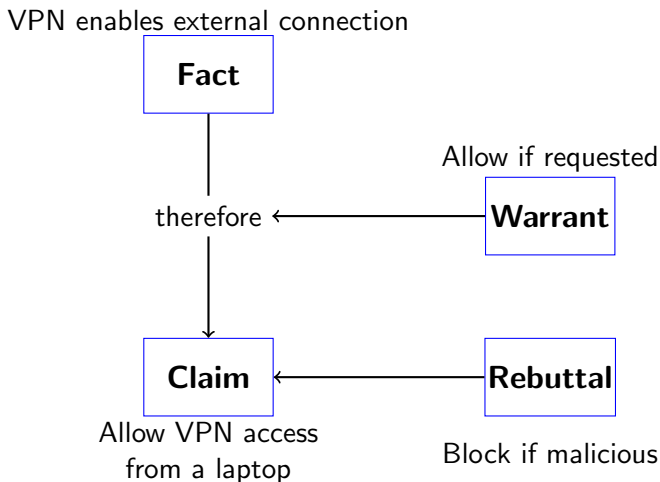 VPN enables external connection
Fact
Allow if requested
therefore
Warrant
Claim
Rebuttal
Allow VPN access
from a laptop
Block if malicious